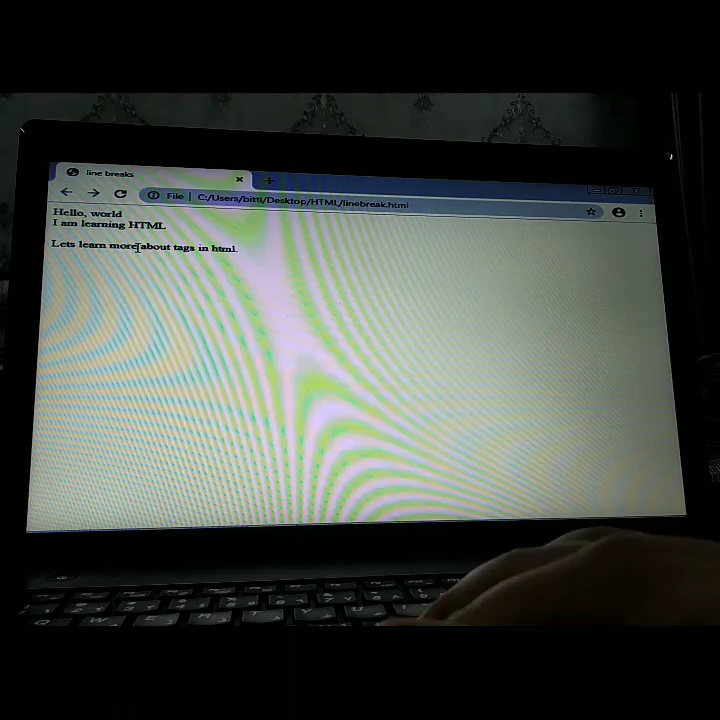 line breaks
File | C:/Users/bitti/Desktop/HTML/linebreak.html
Hello, world
I am learning HTML
Lets learn more about tags in html.
Q W E R T Y U I